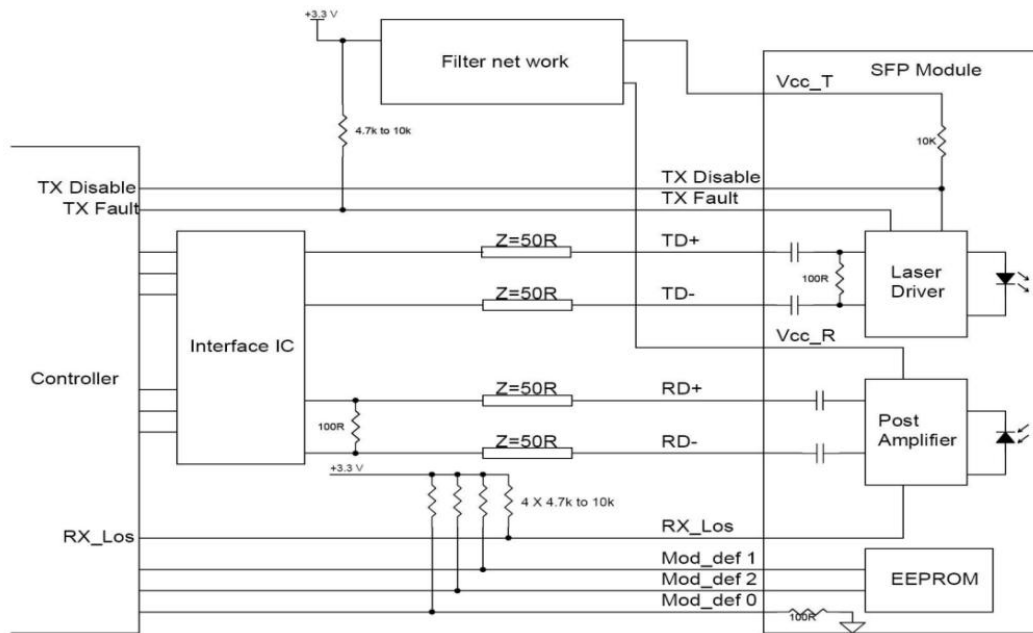 +3.3 V
Filter net work
SFP Module
Vcc_T
4.7k to 10k
10K
TX Disable
TX Disable
TX Fault
TX Fault
Z=50R
TD+
Laser
Driver
100R
Z=50R
TD-
Interface IC
Vcc_R
Controller
Z=50R
RD+
100R
Post
Amplifier
Z=50R
RD-
+3.3 V
4 X 4.7k to 10k
RX_Los
RX_Los
Mod_def 1
EEPROM
Mod_def 2
Mod_def 0
100R